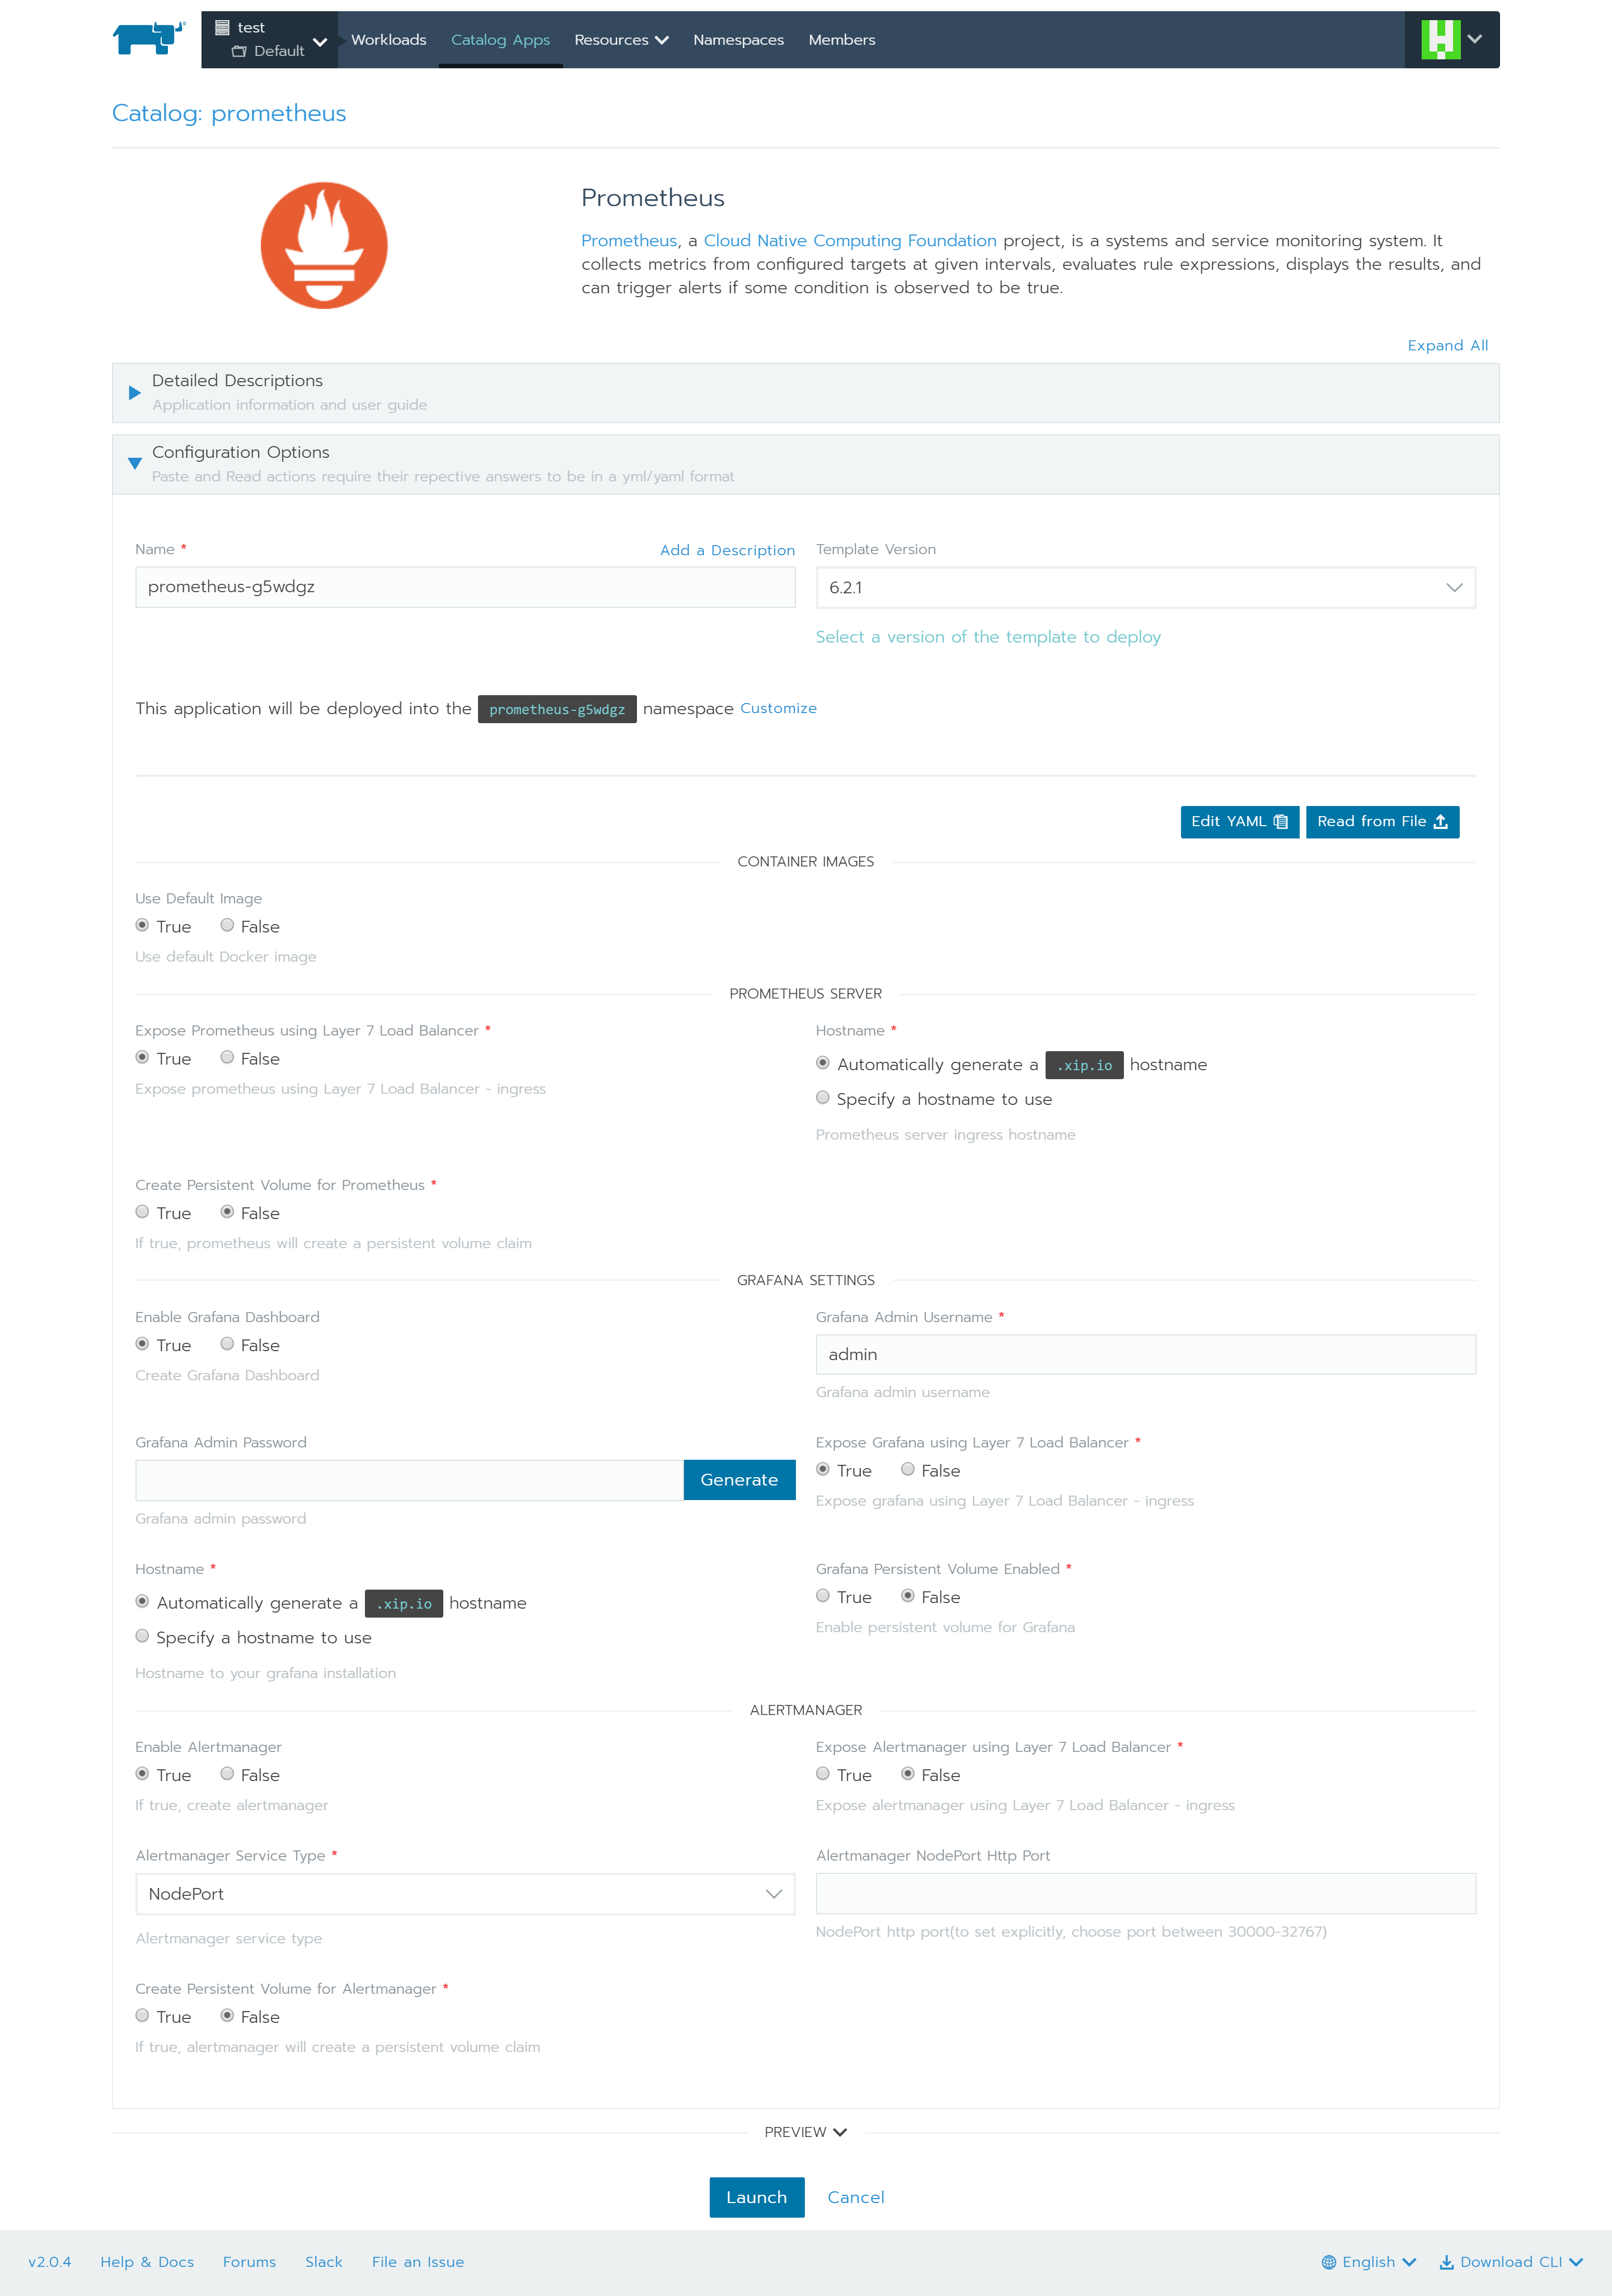 test
Default
Workloads
Catalog Apps
Resources
Namespaces
Members
Catalog: prometheus
Prometheus
Prometheus, a Cloud Native Computing Foundation project, is a systems and service monitoring system. It
collects metrics from configured targets at given intervals, evaluates rule expressions, displays the results, and
can trigger alerts if some condition is observed to be true.
Expand All
Detailed Descriptions
Application information and user guide
Configuration Options
Paste and Read actions require their repective answers to be in a yml/yaml format
Name *
Add a Description
prometheus-g5wdgz
Template Version
6.2.1
Select a version of the template to deploy
This application will be deployed into the prometheus-g5wdgz namespace Customize
Edit YAML
Read from File
CONTAINER IMAGES
Use Default Image
True False
Use default Docker image
PROMETHEUS SERVER
Expose Prometheus using Layer 7 Load Balancer *
True False
Expose prometheus using Layer 7 Load Balancer - ingress
Hostname *
Automatically generate a .xip.io hostname
Specify a hostname to use
Prometheus server ingress hostname
Create Persistent Volume for Prometheus *
True False
If true, prometheus will create a persistent volume claim
GRAFANA SETTINGS
Enable Grafana Dashboard
True False
Create Grafana Dashboard
Grafana Admin Username *
admin
Grafana admin username
Grafana Admin Password
Generate
Grafana admin password
Expose Grafana using Layer 7 Load Balancer *
True False
Expose grafana using Layer 7 Load Balancer - ingress
Hostname *
Automatically generate a .xip.io hostname
Specify a hostname to use
Hostname to your grafana installation
Grafana Persistent Volume Enabled *
True False
Enable persistent volume for Grafana
ALERTMANAGER
Enable Alertmanager
True False
If true, create alertmanager
Expose Alertmanager using Layer 7 Load Balancer *
True False
Expose alertmanager using Layer 7 Load Balancer - ingress
Alertmanager Service Type *
NodePort
Alertmanager service type
Alertmanager NodePort Http Port
NodePort http port(to set explicitly, choose port between 30000-32767)
Create Persistent Volume for Alertmanager *
True False
If true, alertmanager will create a persistent volume claim
PREVIEW
Launch
Cancel
v2.0.4
Help & Docs
Forums
Slack
File an Issue
English
Download CLI